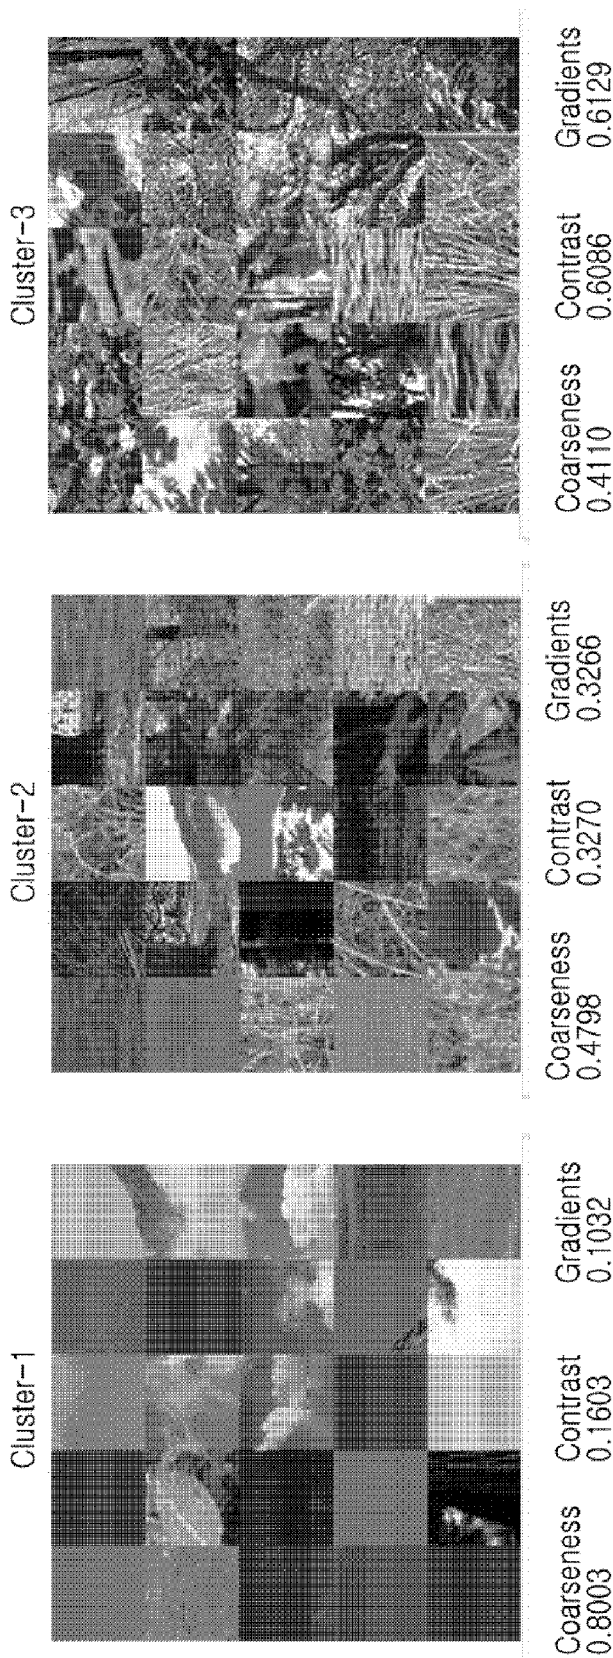 Cluster-1
Coarseness Contrast Gradients
0.8003 0.1603 0.1032
Cluster-2
Coarseness Contrast Gradients
0.4798 0.3270 0.3266
Cluster-3
Coarseness Contrast Gradients
0.4110 0.6086 0.6129